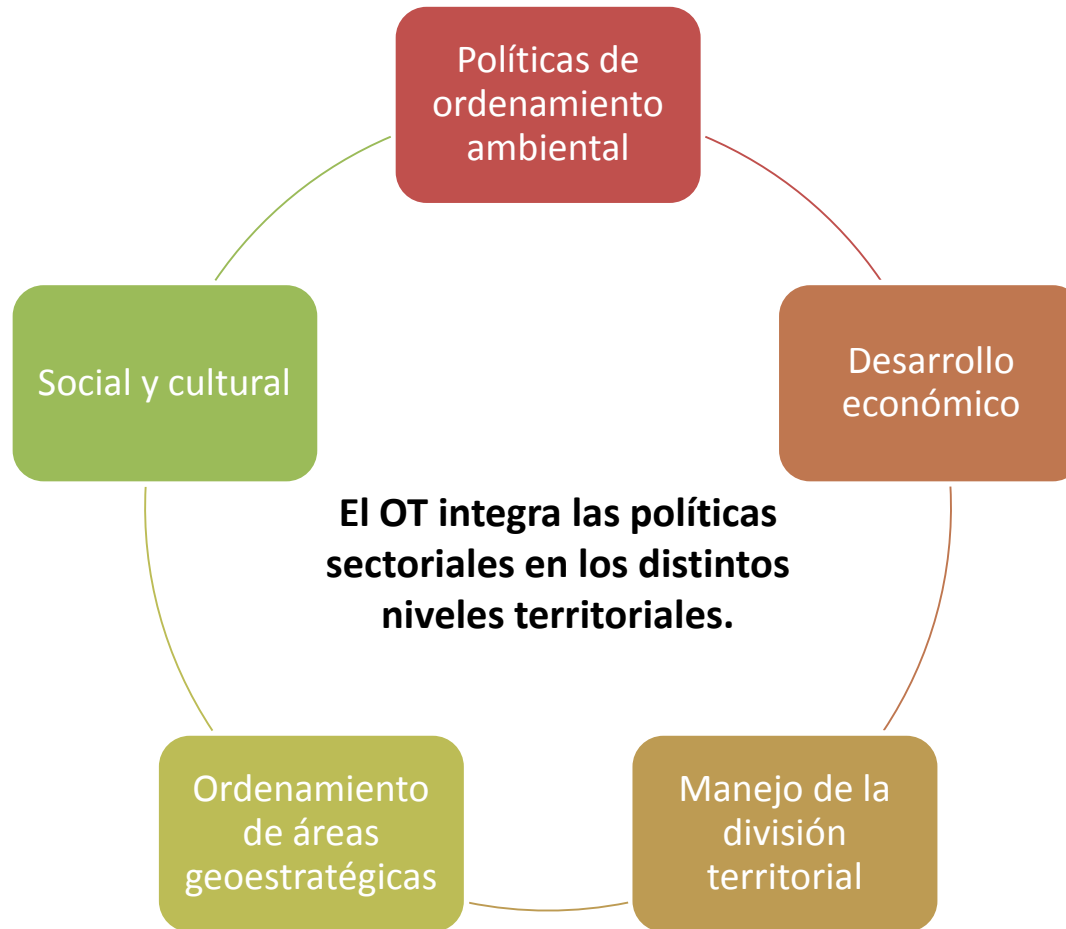 Políticas de
ordenamiento
ambiental
Desarrollo
económico
Social y cultural
El OT integra las políticas
sectoriales en los distintos
niveles territoriales.
Manejo de la
división
territorial
Ordenamiento
de áreas
geoestratégicas